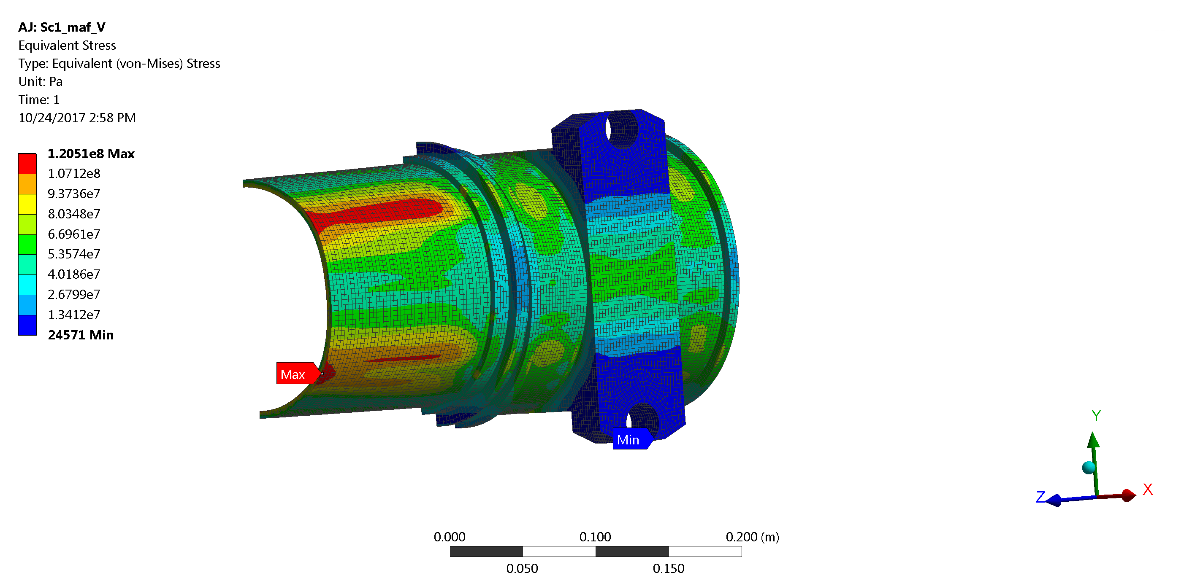 AJ: Sc1_maf_V
Equivalent Stress
Type: Equivalent (von-Mises) Stress
Unit: Pa
Time: 1
10/24/2017 2:58 PM
1.2051e8 Max
1.0712e8
9.3736e7
8.0348e7
6.6961e7
5.3574e7
4.0186e7
2.6799e7
1.3412e7
24571 Min
Max
Min
Y
Z
X
0.000 0.100 0.200 (m)
0.050 0.150